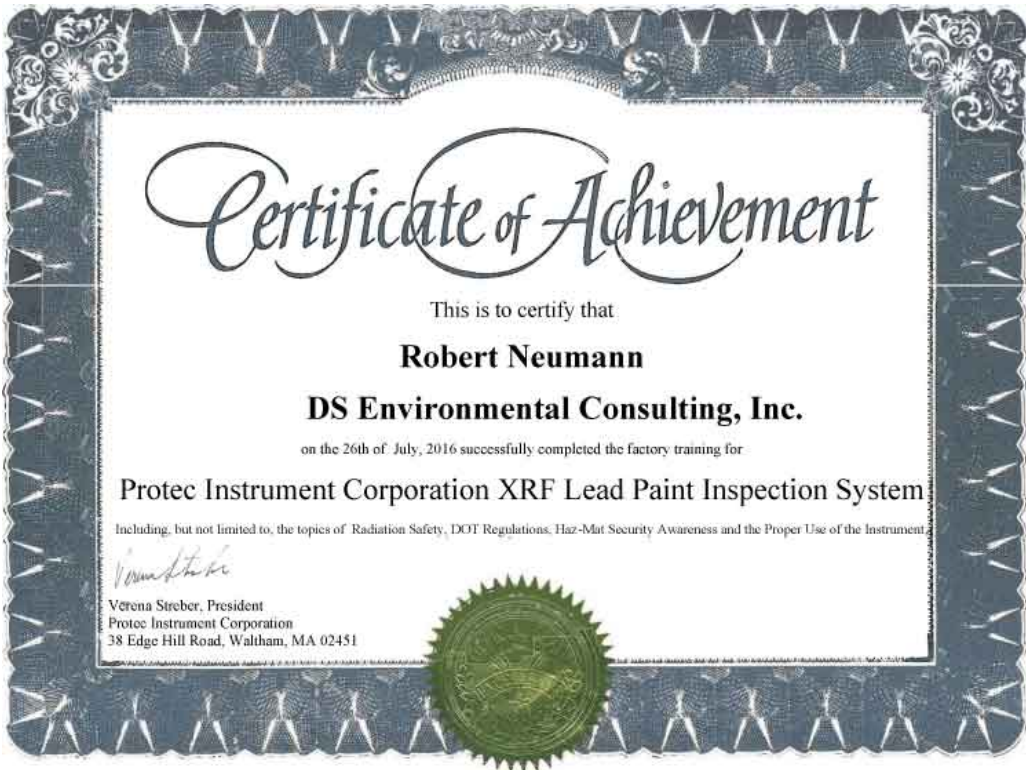 Certificate of Achievement
This is to certify that
Robert Neumann
DS Environmental Consulting, Inc.
on the 26th of July, 2016 successfully completed the factory training for
Protec Instrument Corporation XRF Lead Paint Inspection System
Including, but not limited to, the topics of Radiation Safety, DOT Regulations, Haz-Mat Security Awareness and the Proper Use of the Instrument.
Verena Streber, President
Protec Instrument Corporation
38 Edge Hill Road, Waltham, MA 02451